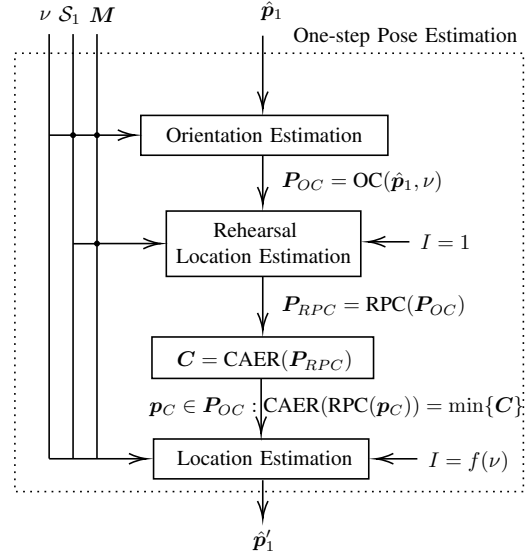 ν 𝒮₁ M p̂₁
One-step Pose Estimation
Orientation Estimation
P_OC = OC(p̂₁, ν)
Rehearsal
Location Estimation
I = 1
P_RPC = RPC(P_OC)
C = CAER(P_RPC)
p_C ∈ P_OC : CAER(RPC(p_C)) = min{C}
Location Estimation
I = f(ν)
p̂′₁